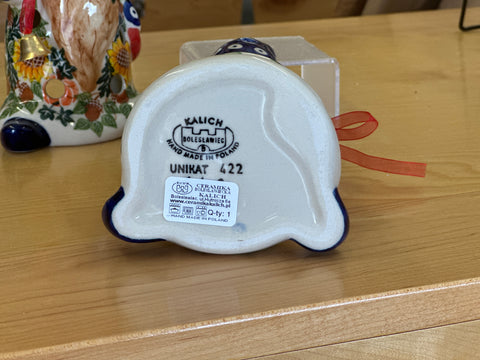 KALICH
BOLESŁAWIEC
B
HAND MADE IN POLAND
UNIKAT 422
CERAMIKA
BOLESŁAWIECKA
KALICH
www.ceramikakalich.pl
Q-ty: 1
HAND MADE IN POLAND